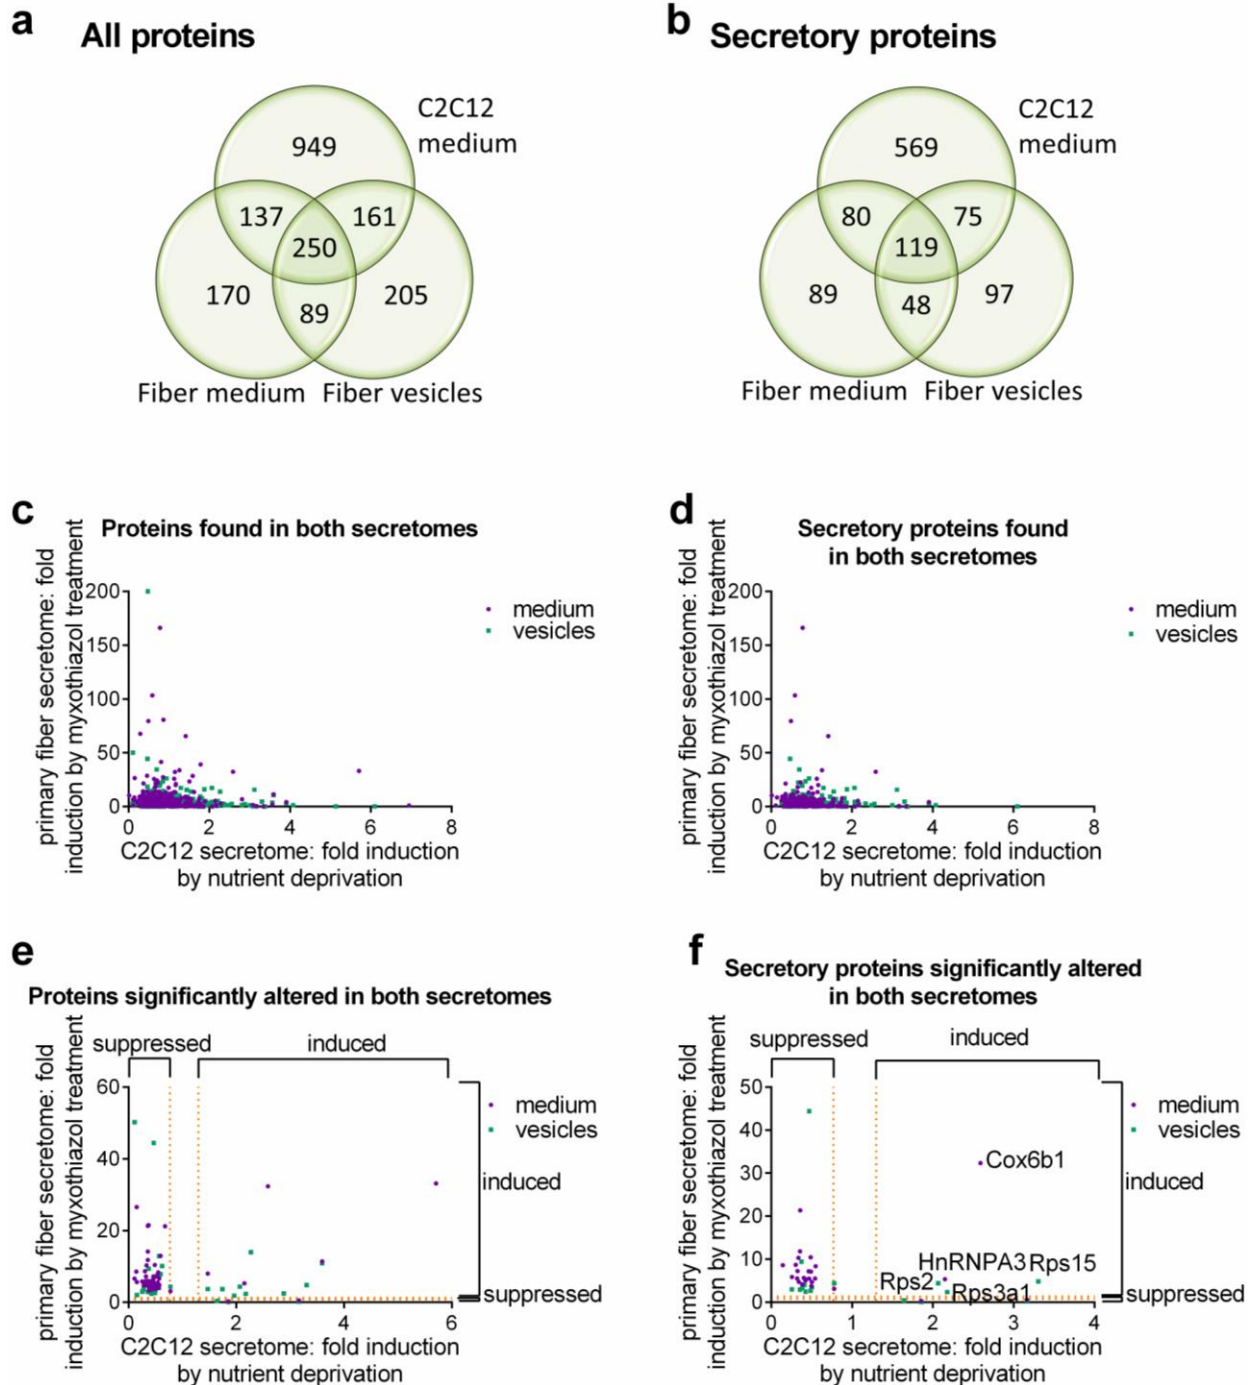 a
All proteins
C2C12
medium
949
137
161
250
170
205
89
Fiber medium
Fiber vesicles
b
Secretory proteins
C2C12
medium
569
80
75
119
89
97
48
Fiber medium
Fiber vesicles
c
Proteins found in both secretomes
primary fiber secretome: fold
induction by myxothiazol treatment
200
150
100
50
0
0 2 4 6 8
C2C12 secretome: fold induction
by nutrient deprivation
medium
vesicles
d
Secretory proteins found
in both secretomes
primary fiber secretome: fold
induction by myxothiazol treatment
200
150
100
50
0
0 2 4 6 8
C2C12 secretome: fold induction
by nutrient deprivation
medium
vesicles
e
Proteins significantly altered in both secretomes
suppressed
induced
primary fiber secretome: fold
induction by myxothiazol treatment
60
40
20
0
0 2 4 6
C2C12 secretome: fold induction
by nutrient deprivation
medium
vesicles
induced
suppressed
f
Secretory proteins significantly altered
in both secretomes
suppressed
induced
primary fiber secretome: fold
induction by myxothiazol treatment
50
40
30
20
10
0
0 1 2 3 4
C2C12 secretome: fold induction
by nutrient deprivation
medium
vesicles
Cox6b1
HnRNPA3
Rps15
Rps2
Rps3a1
induced
suppressed